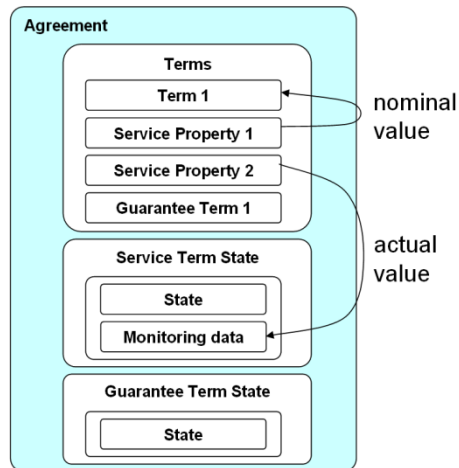 Agreement
Terms
Term 1
Service Property 1
Service Property 2
Guarantee Term 1
nominal
value
Service Term State
State
Monitoring data
actual
value
Guarantee Term State
State